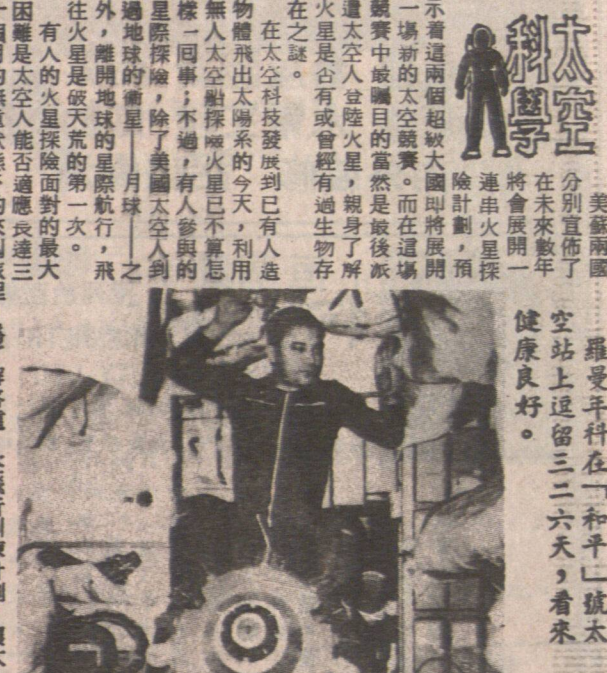 太空
科學
美蘇兩國
分別宣佈了
在未來數年
將會展開一
連串火星探
險計劃，預
示看這兩個超級大國即將展開
一場新的太空競賽。而在這場
競賽中最矚目的當然是最後派
遣太空人登陸火星，親身了解
火星是否有或曾經有過生物存
在之謎。
在太空科技發展到已有人造
物體飛出太陽系的今天，利用
無人太空船探險火星已不算怎
樣一回事；不過，有人參與的
星際探險，除了美國太空人到
過地球的衞星——月球——之
外，離開地球的星際航行，飛
往火星是破天荒的第一次。
有人的火星探險面對的最大
困難是太空人能否適應長達三
羅曼年科在「和平」號太
空站上逗留三二六天，看來
健康良好。